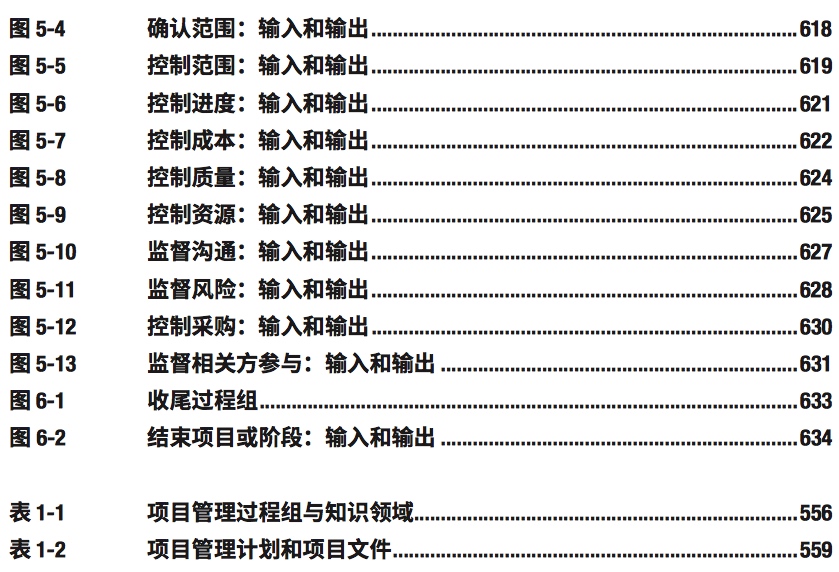 图 5-4 确认范围：输入和输出........618
图 5-5 控制范围：输入和输出........619
图 5-6 控制进度：输入和输出........621
图 5-7 控制成本：输入和输出........622
图 5-8 控制质量：输入和输出........624
图 5-9 控制资源：输入和输出........625
图 5-10 监督沟通：输入和输出........627
图 5-11 监督风险：输入和输出........628
图 5-12 控制采购：输入和输出........630
图 5-13 监督相关方参与：输入和输出........631
图 6-1 收尾过程组........633
图 6-2 结束项目或阶段：输入和输出........634
表 1-1 项目管理过程组与知识领域........556
表 1-2 项目管理计划和项目文件........559